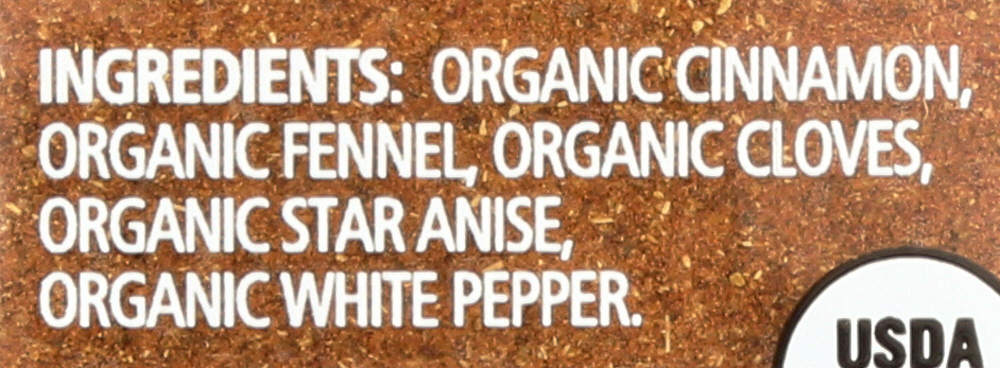 INGREDIENTS: ORGANIC CINNAMON,
ORGANIC FENNEL, ORGANIC CLOVES,
ORGANIC STAR ANISE,
ORGANIC WHITE PEPPER.
USDA